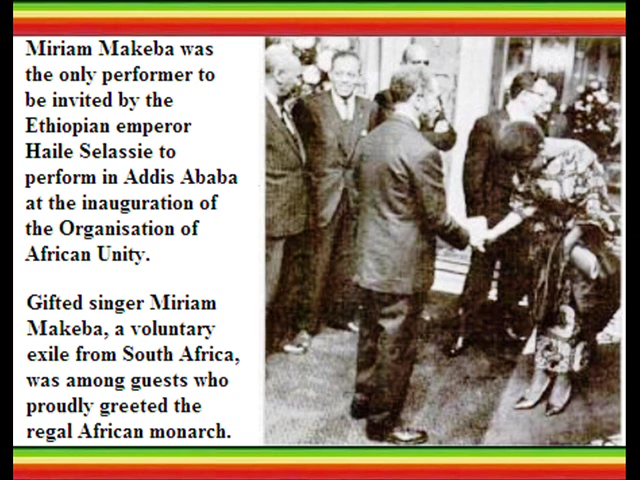 Miriam Makeba was
the only performer to
be invited by the
Ethiopian emperor
Haile Selassie to
perform in Addis Ababa
at the inauguration of
the Organisation of
African Unity.
Gifted singer Miriam
Makeba, a voluntary
exile from South Africa,
was among guests who
proudly greeted the
regal African monarch.